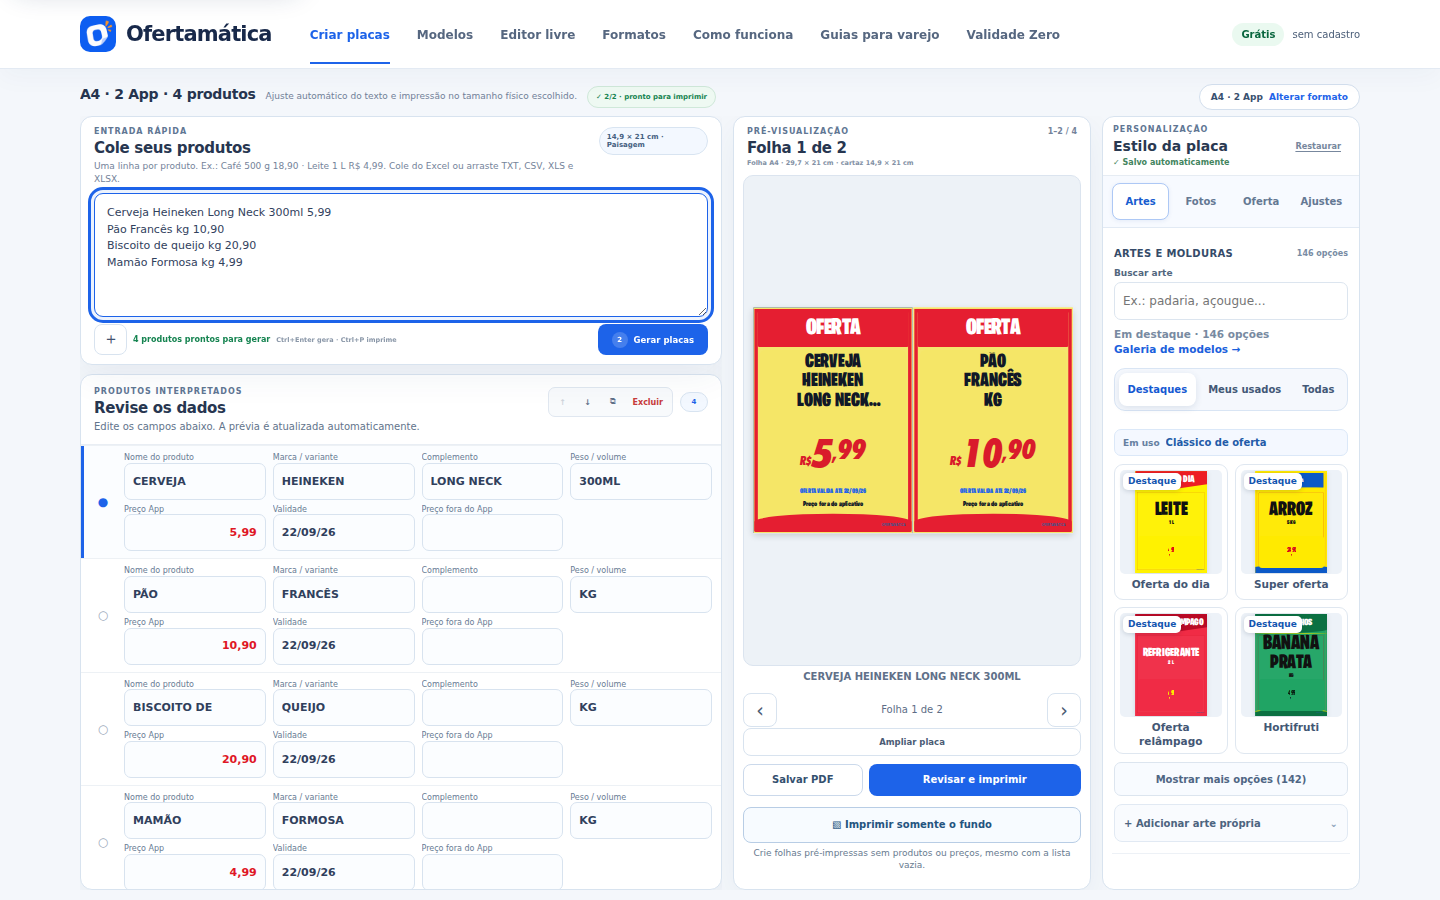 Ofertamática
Criar placas
Modelos
Editor livre
Formatos
Como funciona
Guias para varejo
Validade Zero
Grátis
sem cadastro
A4 · 2 App · 4 produtos
Ajuste automático do texto e impressão no tamanho físico escolhido.
✓ 2/2 · pronto para imprimir
A4 · 2 App Alterar formato
ENTRADA RÁPIDA
Cole seus produtos
Uma linha por produto. Ex.: Café 500 g 18,90 · Leite 1 L R$ 4,99. Cole do Excel ou arraste TXT, CSV, XLS e
XLSX.
14,9 × 21 cm ·
Paisagem
Cerveja Heineken Long Neck 300ml 5,99
Pão Francês kg 10,90
Biscoito de queijo kg 20,90
Mamão Formosa kg 4,99
+
4 produtos prontos para gerar
Ctrl+Enter gera · Ctrl+P imprime
2 Gerar placas
PRODUTOS INTERPRETADOS
Revise os dados
Edite os campos abaixo. A prévia é atualizada automaticamente.
↑ ↓ ⧉ Excluir
4
Nome do produto
Marca / variante
Complemento
Peso / volume
CERVEJA
HEINEKEN
LONG NECK
300ML
Preço App
Validade
Preço fora do App
5,99
22/09/26
Nome do produto
Marca / variante
Complemento
Peso / volume
PÃO
FRANCÊS
KG
Preço App
Validade
Preço fora do App
10,90
22/09/26
Nome do produto
Marca / variante
Complemento
Peso / volume
BISCOITO DE
QUEIJO
KG
Preço App
Validade
Preço fora do App
20,90
22/09/26
Nome do produto
Marca / variante
Complemento
Peso / volume
MAMÃO
FORMOSA
KG
Preço App
Validade
Preço fora do App
4,99
22/09/26
PRÉ-VISUALIZAÇÃO
1–2 / 4
Folha 1 de 2
Folha A4 · 29,7 × 21 cm · cartaz 14,9 × 21 cm
OFERTA
CERVEJA
HEINEKEN
LONG NECK...
R$5,99
OFERTA VALIDA ATE 22/09/26
Preço fora do aplicativo
OFERTA
PÃO
FRANCÊS
KG
R$10,90
OFERTA VALIDA ATE 22/09/26
Preço fora do aplicativo
CERVEJA HEINEKEN LONG NECK 300ML
‹
Folha 1 de 2
›
Ampliar placa
Salvar PDF
Revisar e imprimir
▧ Imprimir somente o fundo
Crie folhas pré-impressas sem produtos ou preços, mesmo com a lista
vazia.
PERSONALIZAÇÃO
Estilo da placa
Restaurar
✓ Salvo automaticamente
Artes
Fotos
Oferta
Ajustes
ARTES E MOLDURAS
146 opções
Buscar arte
Ex.: padaria, açougue...
Em destaque · 146 opções
Galeria de modelos →
Destaques
Meus usados
Todas
Em uso Clássico de oferta
Destaque
DIA
LEITE
1 L
Oferta do dia
Destaque
ARROZ
5 KG
Super oferta
Destaque
REFRIGERANTE
2 L
Oferta
relâmpago
Destaque
BANANA
PRATA
Hortifruti
Mostrar mais opções (142)
+ Adicionar arte própria